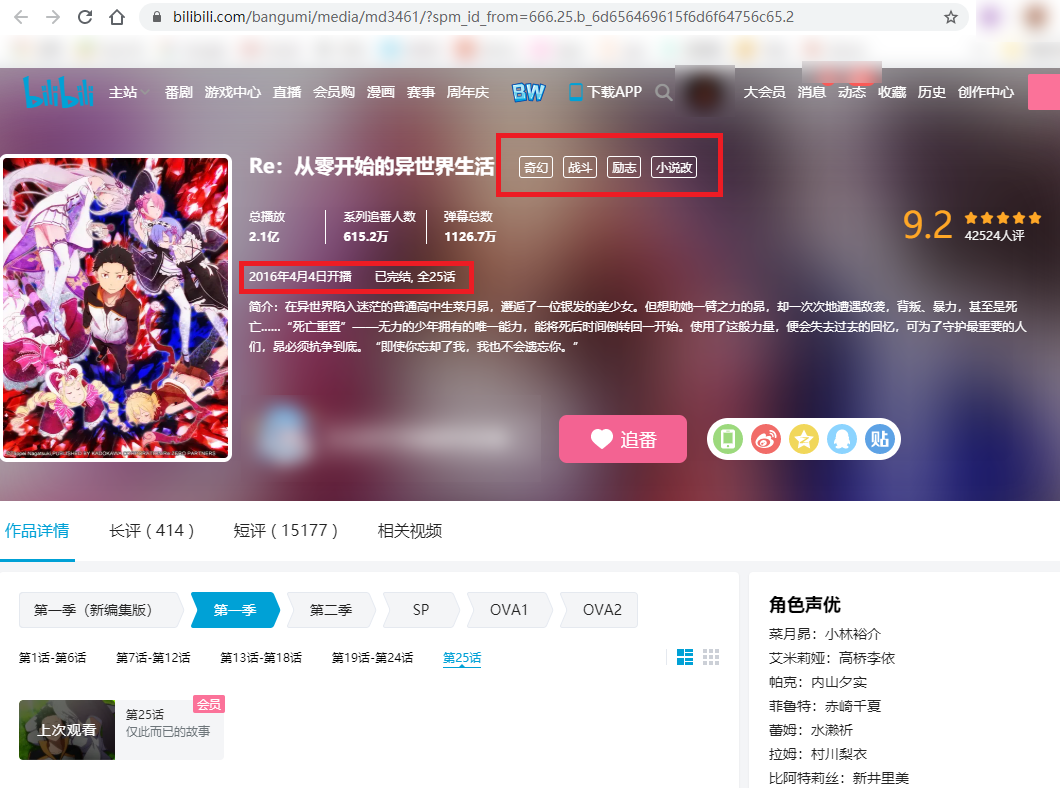 bilibili.com/bangumi/media/md3461/?spm_id_from=666.25.b_6d656469615f6d6f64756c65.2
bilibili 主站 番剧 游戏中心 直播 会员购 漫画 赛事 周年庆 BW 下载APP 大会员 消息 动态 收藏 历史 创作中心
Re：从零开始的异世界生活 奇幻 战斗 励志 小说改
总播放 系列追番人数 弹幕总数
2.1亿 615.2万 1126.7万
9.2 42524人评
2016年4月4日开播 已完结, 全25话
简介：在异世界陷入迷茫的普通高中生菜月昴，邂逅了一位银发的美少女。但想助她一臂之力的昴，却一次次地遭遇敌袭，背叛、暴力，甚至是死
亡……“死亡重置”——无力的少年拥有的唯一能力，能将死后时间倒转回一开始。使用了这般力量，便会失去过去的回忆，可为了守护最重要的人
们，昴必须抗争到底。“即使你忘却了我，我也不会遗忘你。”
追番 贴
作品详情 长评 ( 414 ) 短评 ( 15177 ) 相关视频
第一季（新编集版） 第一季 第二季 SP OVA1 OVA2
第1话-第6话 第7话-第12话 第13话-第18话 第19话-第24话 第25话
上次观看 第25话 会员
仅此而已的故事
角色声优
菜月昴：小林裕介
艾米莉娅：高桥李依
帕克：内山夕实
菲鲁特：赤崎千夏
蕾姆：水濑祈
拉姆：村川梨衣
比阿特莉丝：新井里美